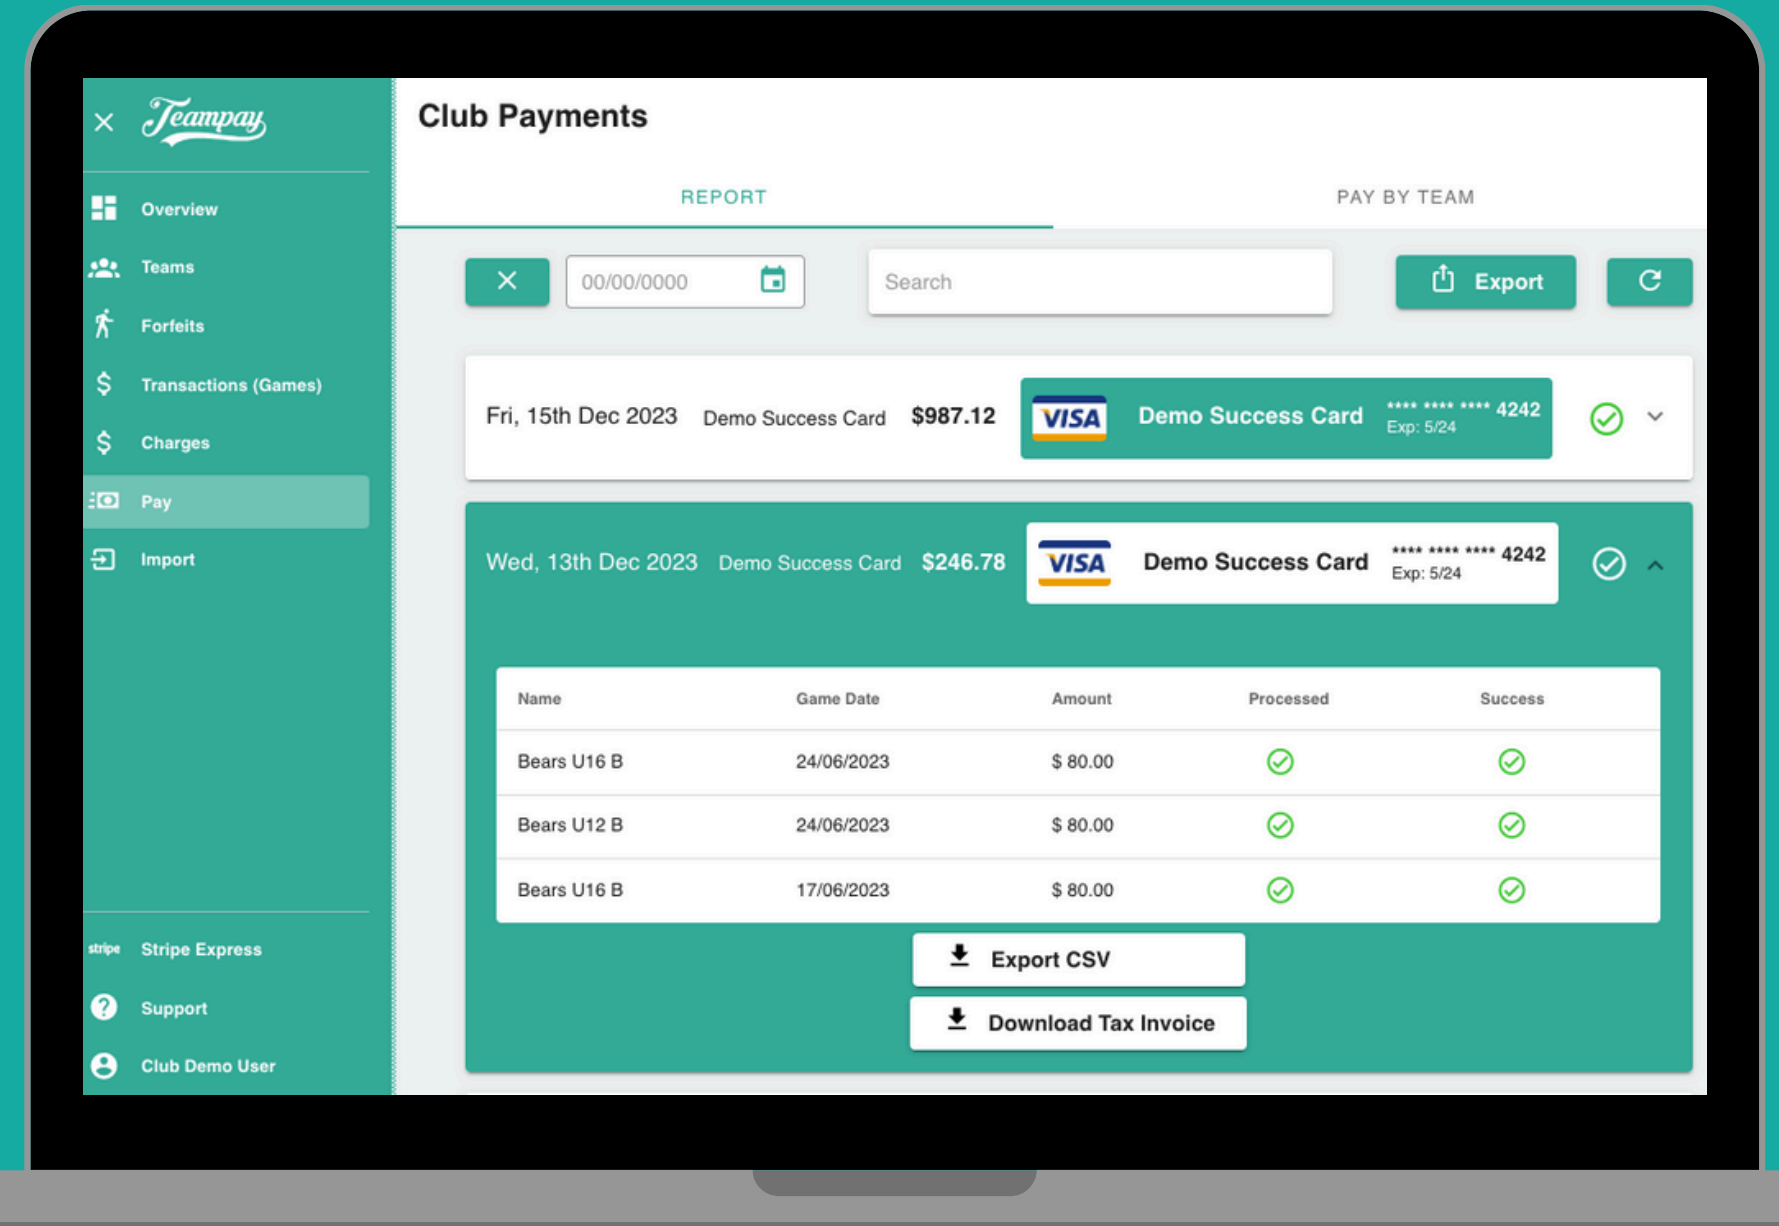 Teampay
Overview
Teams
Forfeits
Transactions (Games)
Charges
Pay
Import
stripe Stripe Express
Support
Club Demo User
Club Payments
REPORT PAY BY TEAM
00/00/0000 Search Export
Fri, 15th Dec 2023 Demo Success Card $987.12 VISA Demo Success Card **** **** **** 4242
Exp: 5/24
Wed, 13th Dec 2023 Demo Success Card $246.78 VISA Demo Success Card **** **** **** 4242
Exp: 5/24
Name Game Date Amount Processed Success
Bears U16 B 24/06/2023 $ 80.00
Bears U12 B 24/06/2023 $ 80.00
Bears U16 B 17/06/2023 $ 80.00
Export CSV
Download Tax Invoice